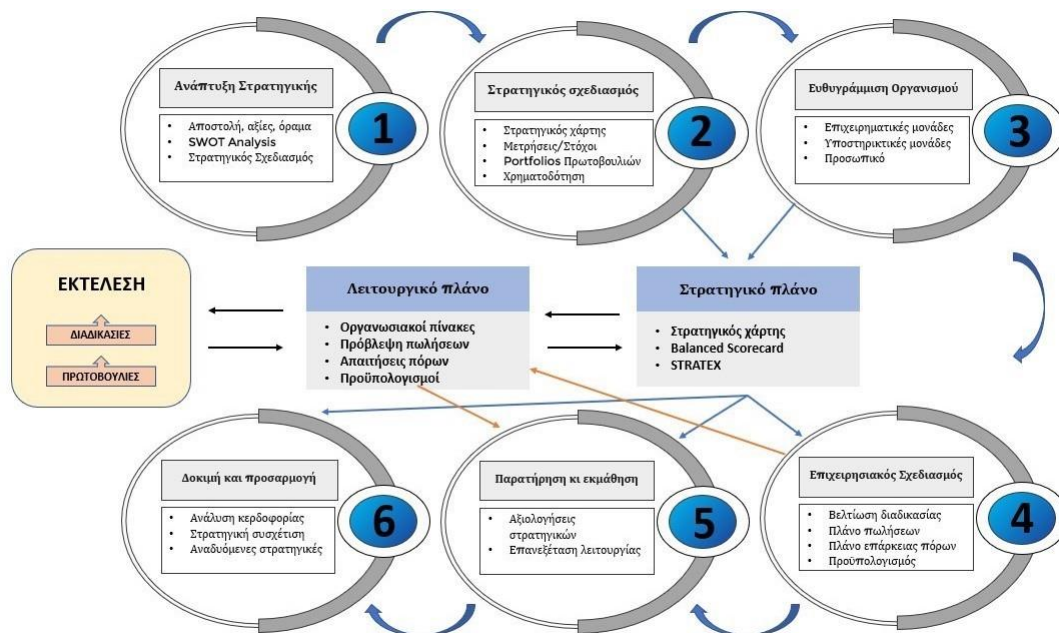 Ανάπτυξη Στρατηγικής
• Αποστολή, αξίες, όραμα
• SWOT Analysis
• Στρατηγικός Σχεδιασμός
1
Στρατηγικός σχεδιασμός
• Στρατηγικός χάρτης
• Μετρήσεις/Στόχοι
• Portfolios Πρωτοβουλιών
• Χρηματοδότηση
2
Ευθυγράμμιση Οργανισμού
• Επιχειρηματικές μονάδες
• Υποστηρικτικές μονάδες
• Προσωπικό
3
ΕΚΤΕΛΕΣΗ
ΔΙΑΔΙΚΑΣΙΕΣ
ΠΡΩΤΟΒΟΥΛΙΕΣ
Λειτουργικό πλάνο
• Οργανωσιακοί πίνακες
• Πρόβλεψη πωλήσεων
• Απαιτήσεις πόρων
• Προϋπολογισμοί
Στρατηγικό πλάνο
• Στρατηγικός χάρτης
• Balanced Scorecard
• STRATEX
Δοκιμή και προσαρμογή
• Ανάλυση κερδοφορίας
• Στρατηγική συσχέτιση
• Αναδυόμενες στρατηγικές
6
Παρατήρηση κι εκμάθηση
• Αξιολογήσεις
στρατηγικών
• Επανεξέταση λειτουργίας
5
Επιχειρησιακός Σχεδιασμός
• Βελτίωση διαδικασίας
• Πλάνο πωλήσεων
• Πλάνο επάρκειας πόρων
• Προϋπολογισμός
4